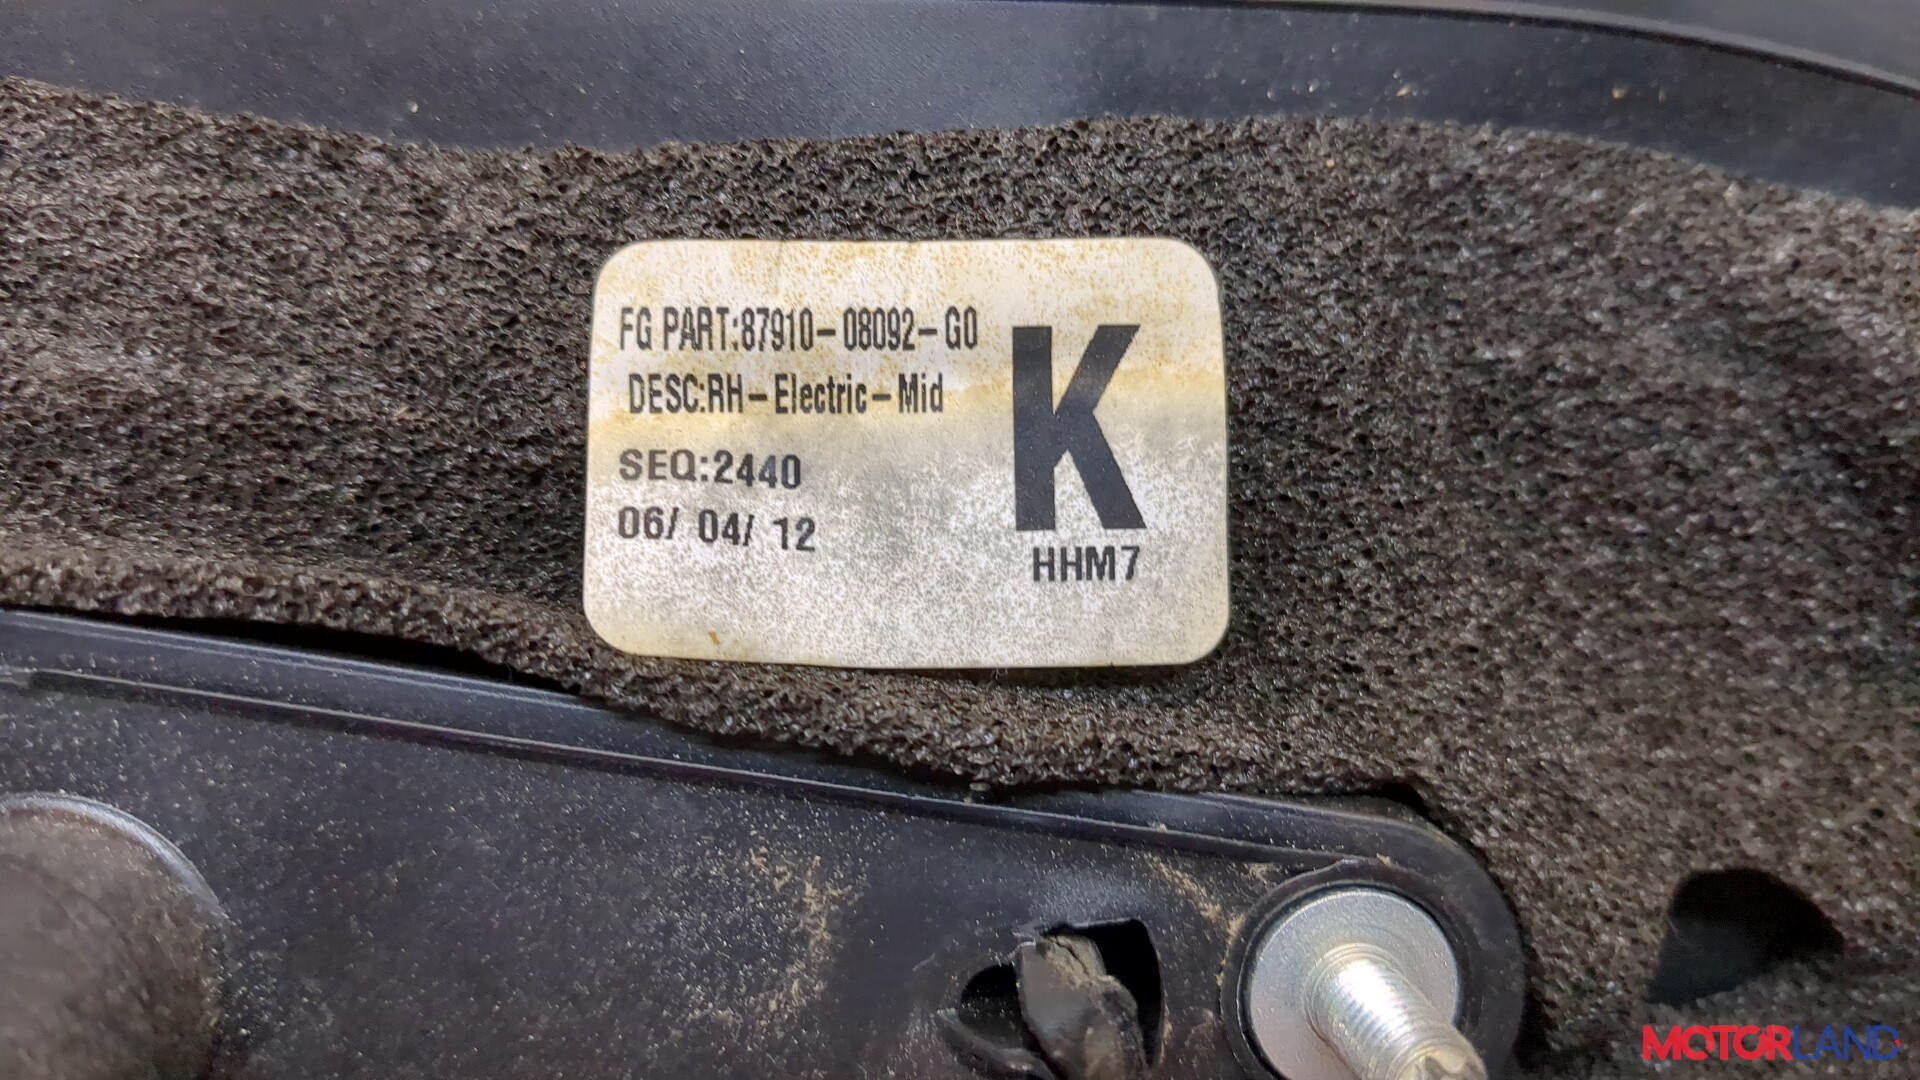 FG PART:87910-08092-G0
DESC:RH-Electric-Mid
SEQ:2440
06/ 04/ 12
K
HHM7
MOTORLAND